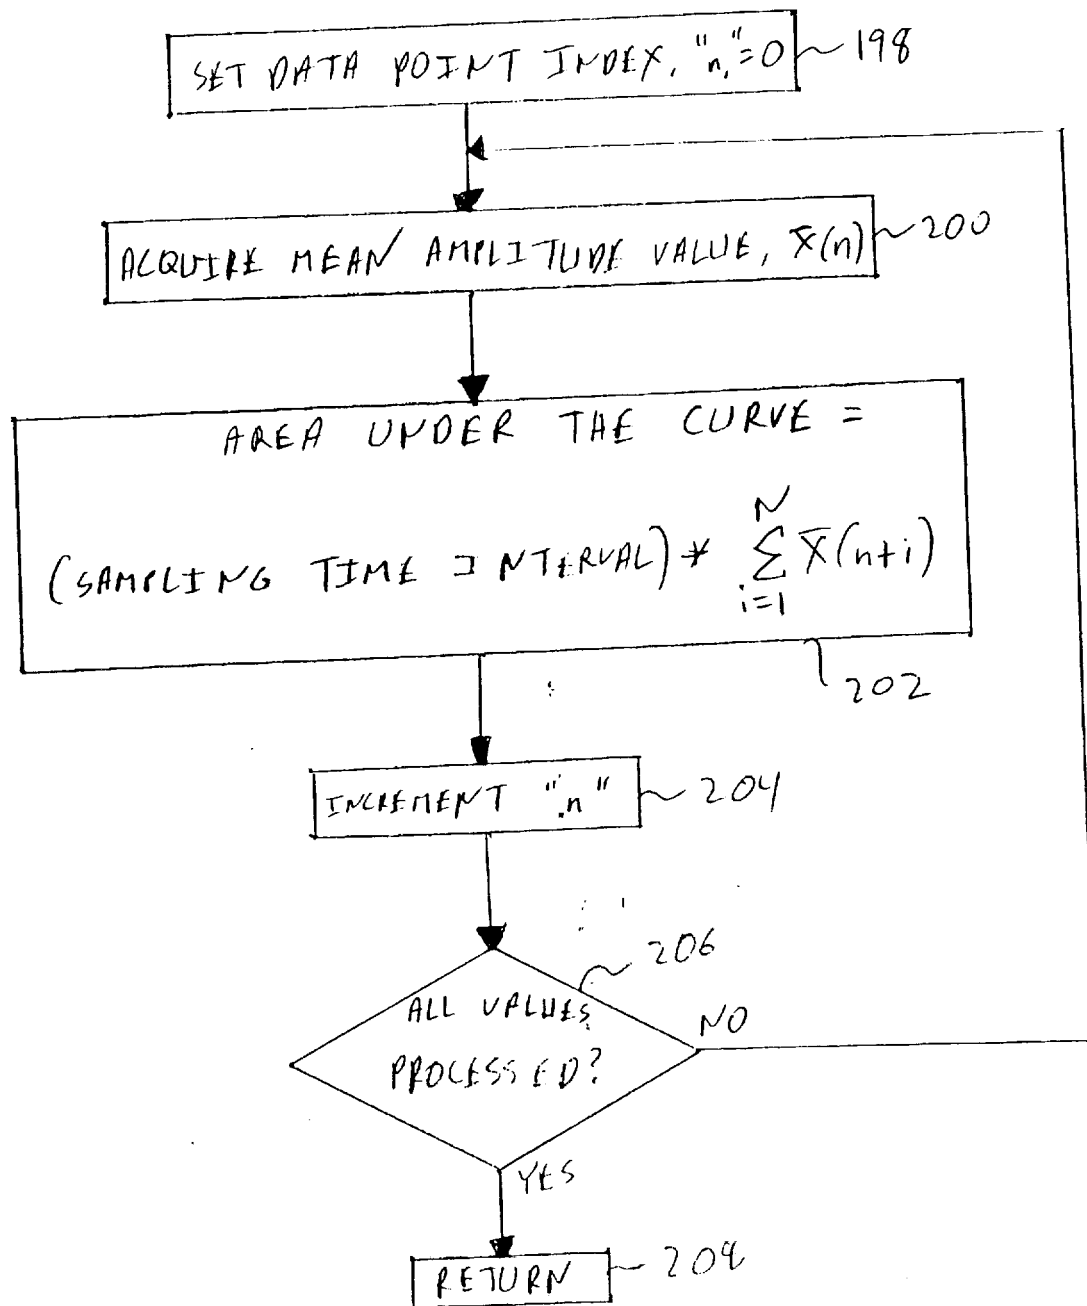 SET DATA POINT INDEX, "n," = 0 198
ACQUIRE MEAN AMPLITUDE VALUE, x̄(n) 200
AREA UNDER THE CURVE =
(SAMPLING TIME INTERVAL) * \sum_{i=1}^{N} x̄(n+i)
202
INCREMENT "n" 204
206
ALL VALUES
PROCESSED?
NO
YES
RETURN 208